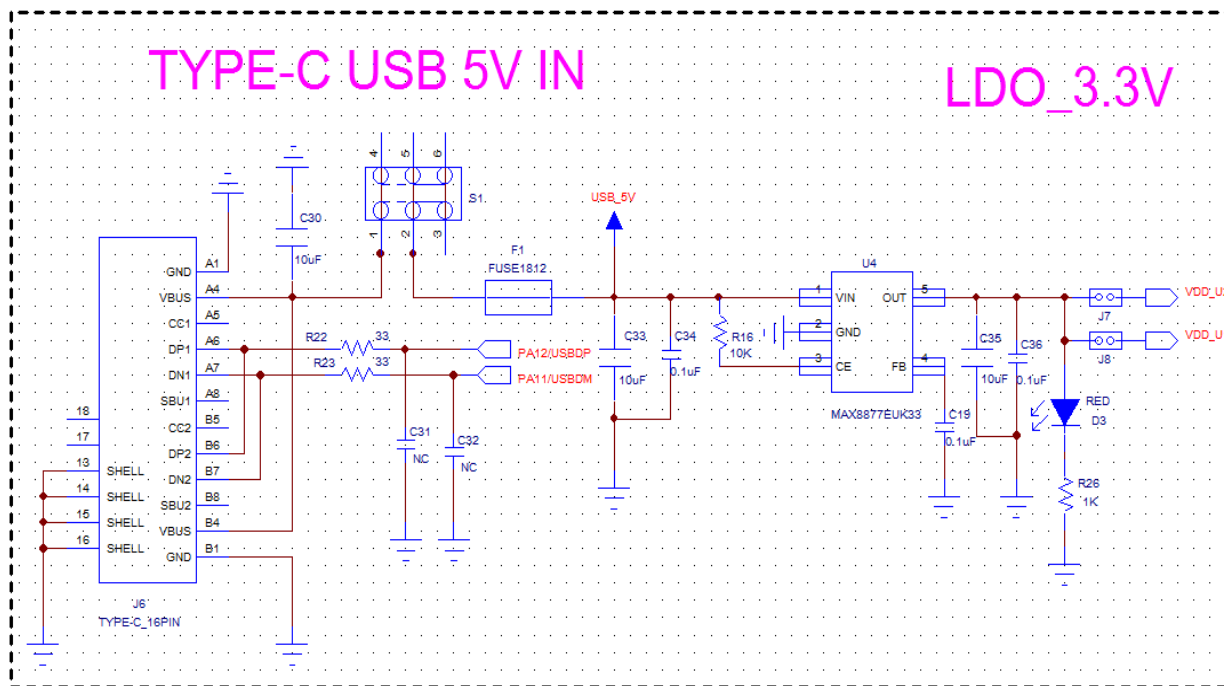 TYPE-C USB 5V IN
LDO_3.3V
4
5
6
S1
1
2
3
C30
10uF
USB_5V
F1
FUSE1812
U4
GND
A1
VBUS
A4
CC1
A5
DP1
A6
DN1
A7
SBU1
A8
CC2
B5
DP2
B6
DN2
B7
SBU2
B8
VBUS
B4
GND
B1
18
17
13
SHELL
14
SHELL
15
SHELL
16
SHELL
J6
TYPE-C_16PIN
R22
33
R23
33
PA12/USBDP
PA11/USBDM
C31
NC
C32
NC
C33
10uF
C34
0.1uF
R16
10K
1
VIN
OUT
5
2
GND
3
CE
FB
4
MAX8877EUK33
C19
0.1uF
C35
10uF
C36
0.1uF
J7
VDD_U
J8
VDD_U
RED
D3
R26
1K